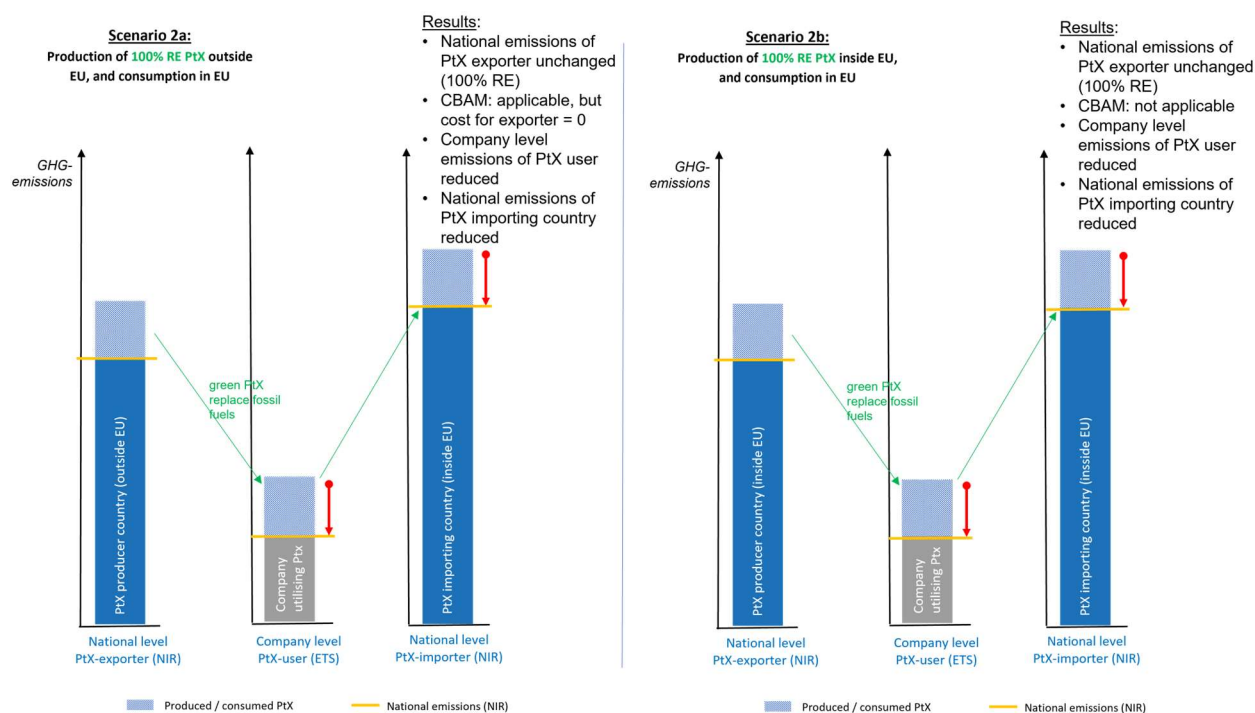 Scenario 2a:
Production of 100% RE PtX outside
EU, and consumption in EU
Results:
• National emissions of
PtX exporter unchanged
(100% RE)
• CBAM: applicable, but
cost for exporter = 0
• Company level
emissions of PtX user
reduced
• National emissions of
PtX importing country
reduced
GHG-
emissions
green PtX
replace fossil
fuels
PtX producer country (outside EU)
Company
utilising Ptx
PtX importing country (inside EU)
National level
PtX-exporter (NIR)
Company level
PtX-user (ETS)
National level
PtX-importer (NIR)
Produced / consumed PtX
National emissions (NIR)
Scenario 2b:
Production of 100% RE PtX inside EU,
and consumption in EU
Results:
• National emissions of
PtX exporter unchanged
(100% RE)
• CBAM: not applicable
• Company level
emissions of PtX user
reduced
• National emissions of
PtX importing country
reduced
GHG-
emissions
green PtX
replace fossil
fuels
PtX producer country (inside EU)
Company
utilising Ptx
PtX importing country (inside EU)
National level
PtX-exporter (NIR)
Company level
PtX-user (ETS)
National level
PtX-importer (NIR)
Produced / consumed PtX
National emissions (NIR)